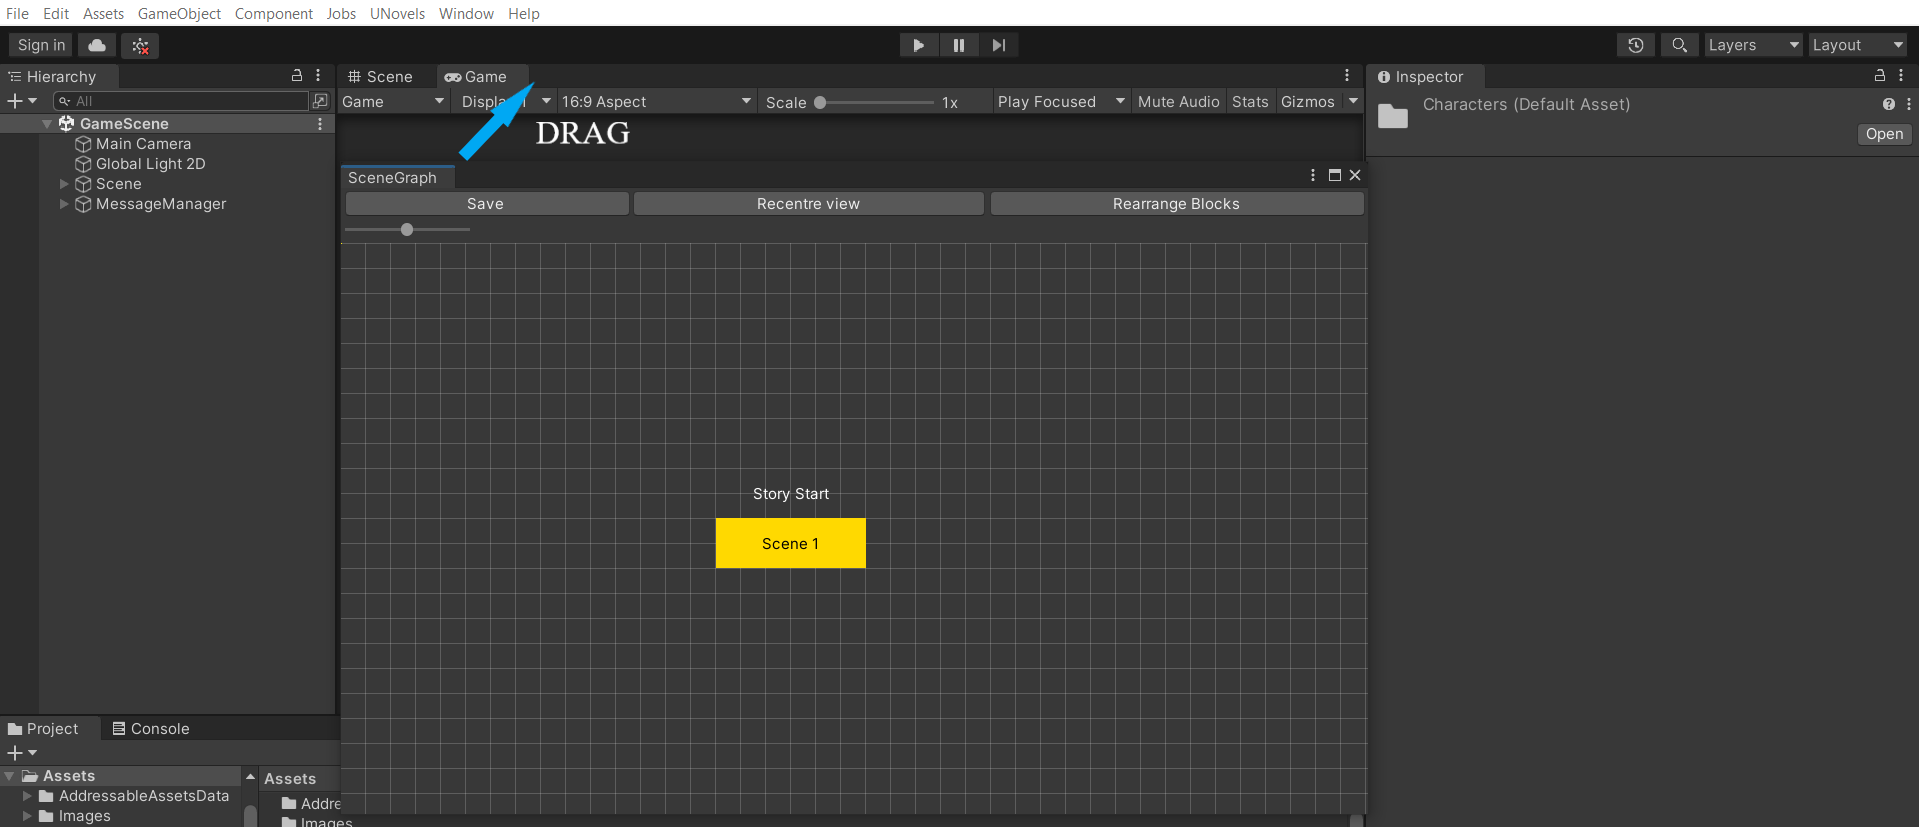 File Edit Assets GameObject Component Jobs UNovels Window Help
Sign in Layers Layout
Hierarchy Scene Game Inspector
All Game 16:9 Aspect Scale 1x Play Focused Mute Audio Stats Gizmos Characters (Default Asset)
GameScene DRAG Open
Main Camera
Global Light 2D
SceneGraph
Scene
MessageManager Save Recentre view Rearrange Blocks
Story Start
Scene 1
Project Console
Assets Assets
AddressableAssetsData Addre
Images Images